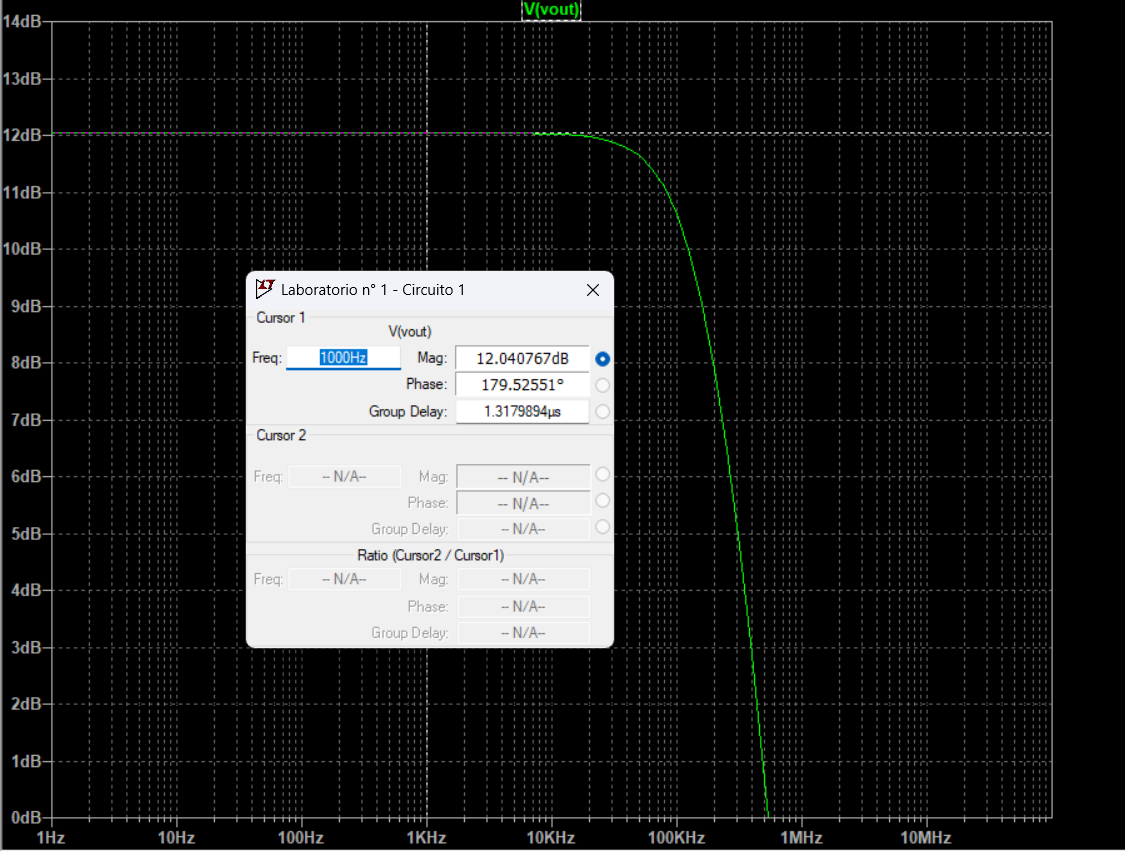 V(vout)
14dB
13dB
12dB
11dB
10dB
9dB
8dB
7dB
6dB
5dB
4dB
3dB
2dB
1dB
0dB
1Hz 10Hz 100Hz 1KHz 10KHz 100KHz 1MHz 10MHz
Laboratorio n° 1 - Circuito 1
Cursor 1
V(vout)
Freq: 1000Hz Mag: 12.040767dB
Phase: 179.52551°
Group Delay: 1.3179894µs
Cursor 2
Freq: -- N/A-- Mag: -- N/A--
Phase: -- N/A--
Group Delay: -- N/A--
Ratio (Cursor2 / Cursor1)
Freq: -- N/A-- Mag: -- N/A--
Phase: -- N/A--
Group Delay: -- N/A--